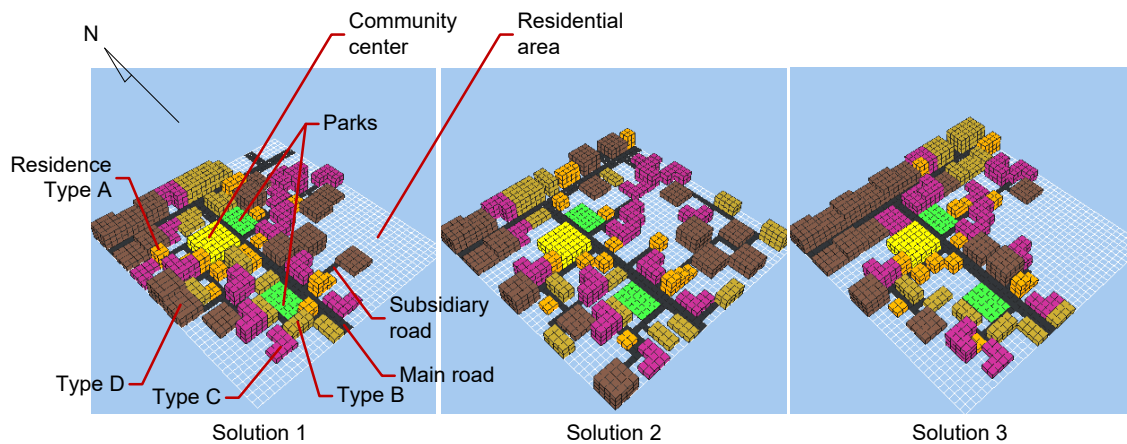 N
Community
center
Residential
area
Parks
Residence
Type A
Subsidiary
road
Main road
Type D
Type C
Type B
Solution 1
Solution 2
Solution 3